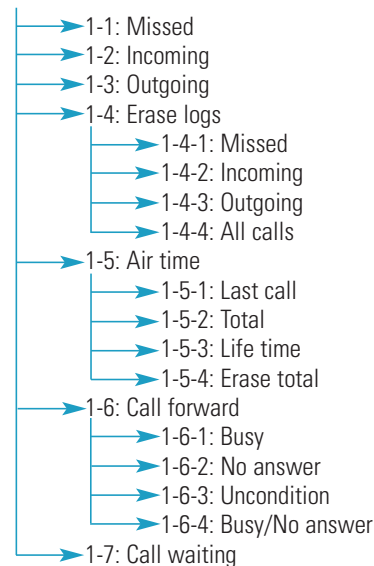 1-1: Missed
1-2: Incoming
1-3: Outgoing
1-4: Erase logs
1-4-1: Missed
1-4-2: Incoming
1-4-3: Outgoing
1-4-4: All calls
1-5: Air time
1-5-1: Last call
1-5-2: Total
1-5-3: Life time
1-5-4: Erase total
1-6: Call forward
1-6-1: Busy
1-6-2: No answer
1-6-3: Uncondition
1-6-4: Busy/No answer
1-7: Call waiting